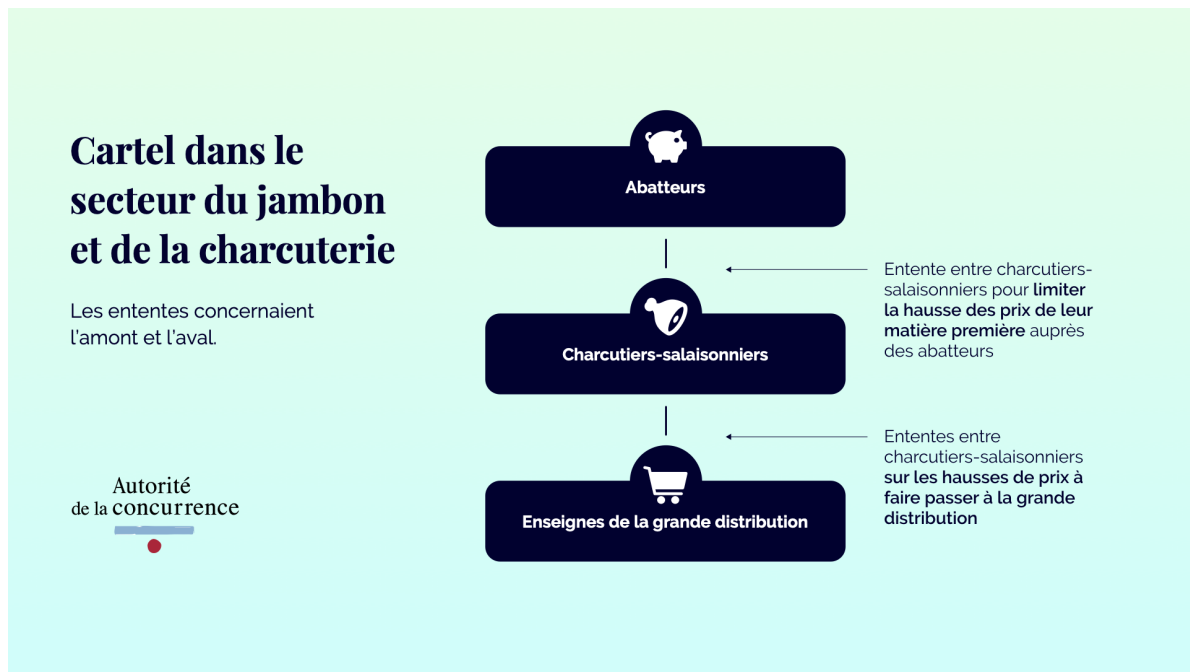 Cartel dans le
secteur du jambon
et de la charcuterie
Les ententes concernaient
l'amont et l'aval.
Autorité
de la concurrence
Abatteurs
Entente entre charcutiers-
salaisonniers pour limiter
la hausse des prix de leur
matière première auprès
des abatteurs
Charcutiers-salaisonniers
Ententes entre
charcutiers-salaisonniers
sur les hausses de prix à
faire passer à la grande
distribution
Enseignes de la grande distribution